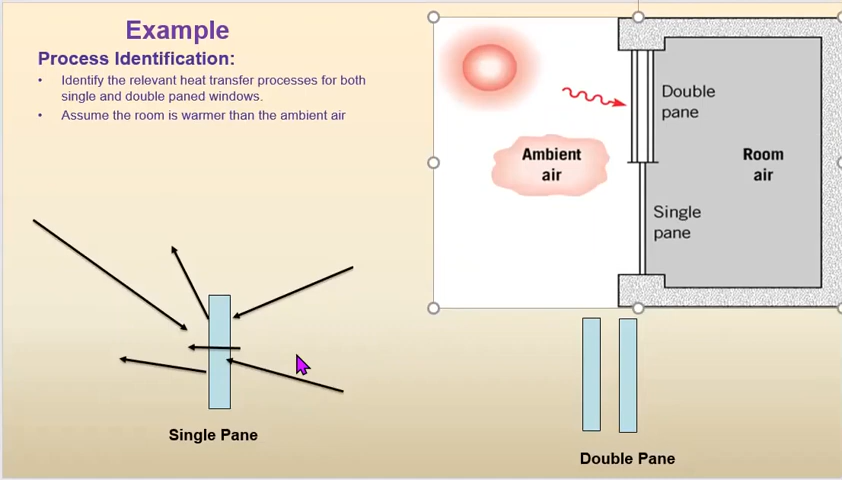 Example
Process Identification:
• Identify the relevant heat transfer processes for both
single and double paned windows.
• Assume the room is warmer than the ambient air
Double
pane
Ambient
air
Room
air
Single
pane
Single Pane
Double Pane